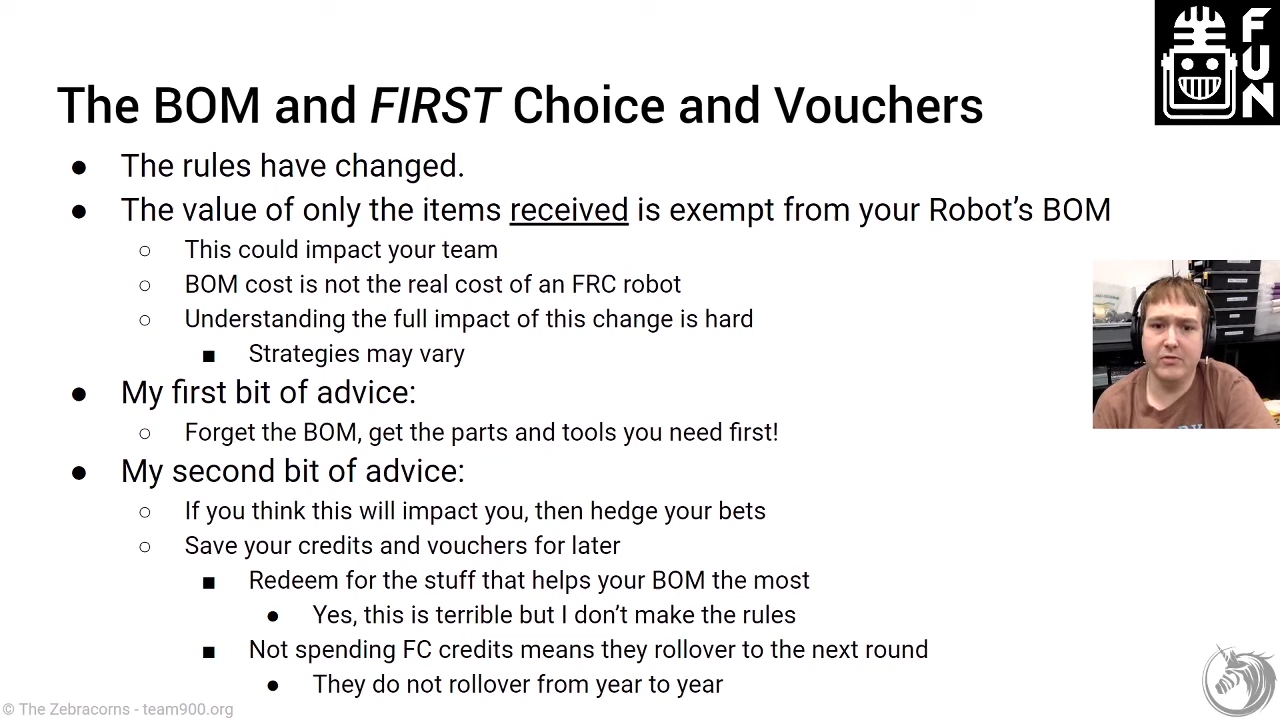 The BOM and FIRST Choice and Vouchers
FUN
● The rules have changed.
● The value of only the items received is exempt from your Robot's BOM
○ This could impact your team
○ BOM cost is not the real cost of an FRC robot
○ Understanding the full impact of this change is hard
■ Strategies may vary
● My first bit of advice:
○ Forget the BOM, get the parts and tools you need first!
● My second bit of advice:
○ If you think this will impact you, then hedge your bets
○ Save your credits and vouchers for later
■ Redeem for the stuff that helps your BOM the most
● Yes, this is terrible but I don't make the rules
■ Not spending FC credits means they rollover to the next round
● They do not rollover from year to year
© The Zebracorns - team900.org